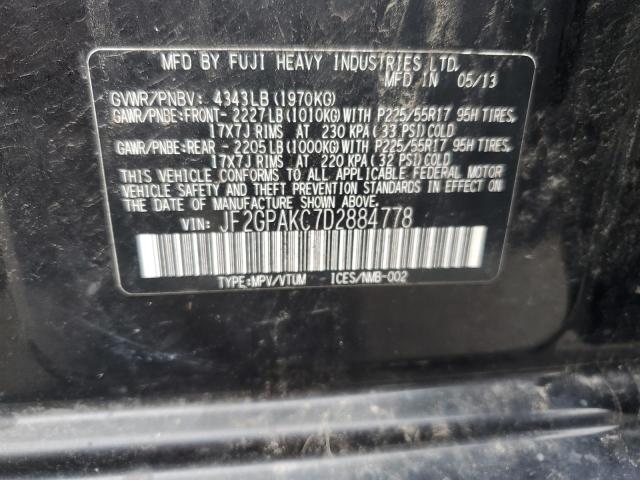 MFD BY FUJI HEAVY INDUSTRIES LTD.
MFD IN 05/13
GVWR/PNBV: 4343LB(1970KG)
GAWR/PNBE:FRONT-2227LB(1010KG)WITH P225/55R17 95H TIRES,
17X7J RIMS AT 230 KPA(33 PSI)COLD
GAWR/PNBE:REAR -2205LB(1000KG)WITH P225/55R17 95H TIRES,
17X7J RIMS AT 220 KPA(32 PSI)COLD
THIS VEHICLE CONFORMS TO ALL APPLICABLE FEDERAL MOTOR
VEHICLE SAFETY AND THEFT PREVENTION STANDARDS IN EFFECT
ON THE DATE OF MANUFACTURE SHOWN ABOVE.
VIN: JF2GPAKC7D2884778
TYPE:MPV/VTUM ICES/NMB-002